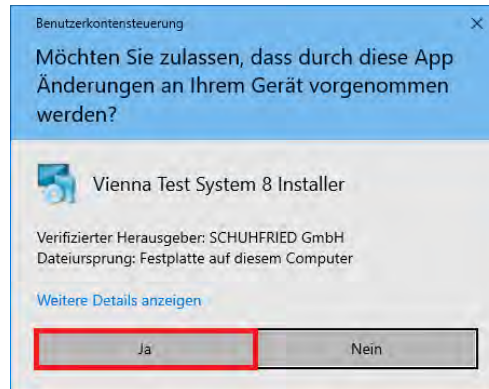 Benutzerkontensteuerung
Möchten Sie zulassen, dass durch diese App
Änderungen an Ihrem Gerät vorgenommen
werden?
Vienna Test System 8 Installer
Verifizierter Herausgeber: SCHUHFRIED GmbH
Dateiursprung: Festplatte auf diesem Computer
Weitere Details anzeigen
Ja
Nein